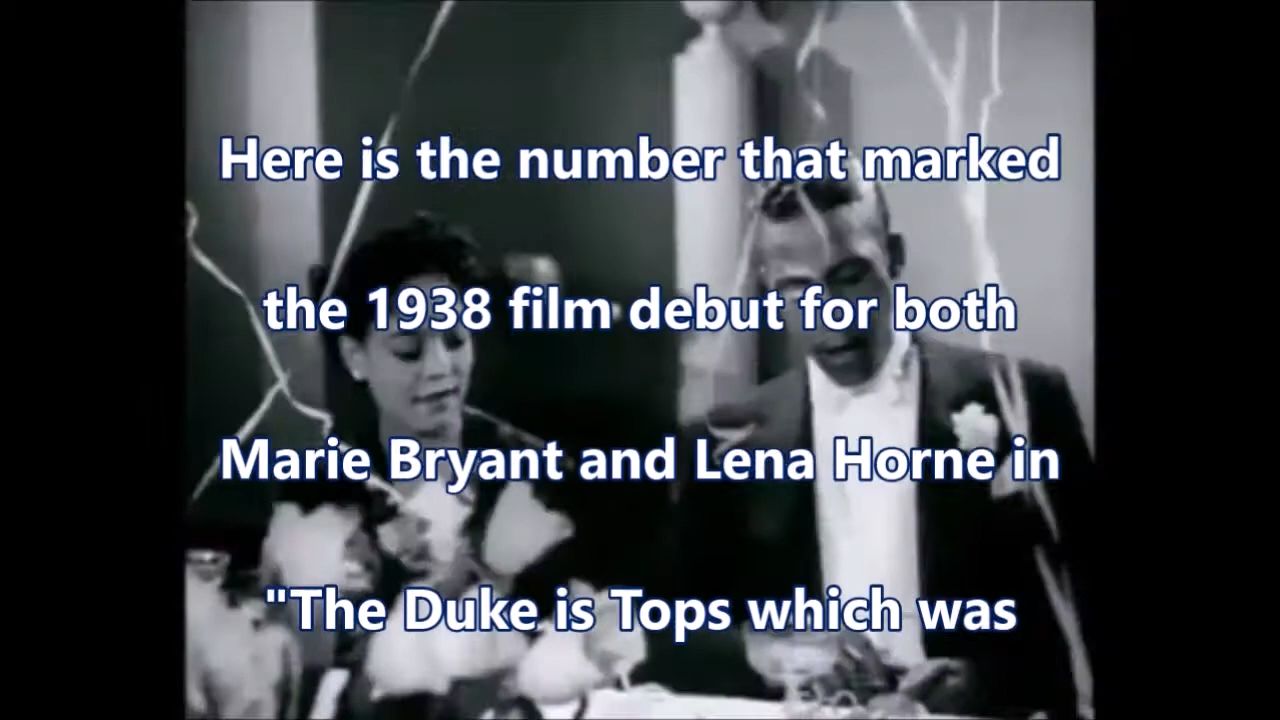 Here is the number that marked
the 1938 film debut for both
Marie Bryant and Lena Horne in
"The Duke is Tops which was